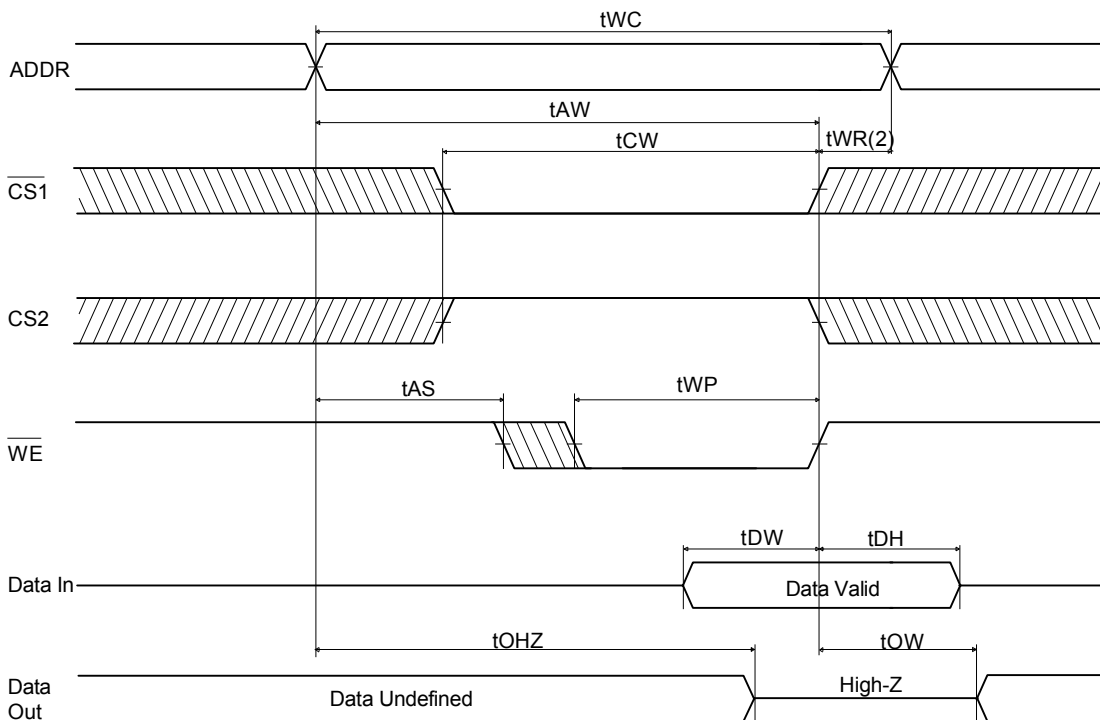 tWC
ADDR
tAW
tCW
tWR(2)
CS1
CS2
tAS
tWP
WE
tDW
tDH
Data In
Data Valid
tOHZ
tOW
Data
Out
Data Undefined
High-Z